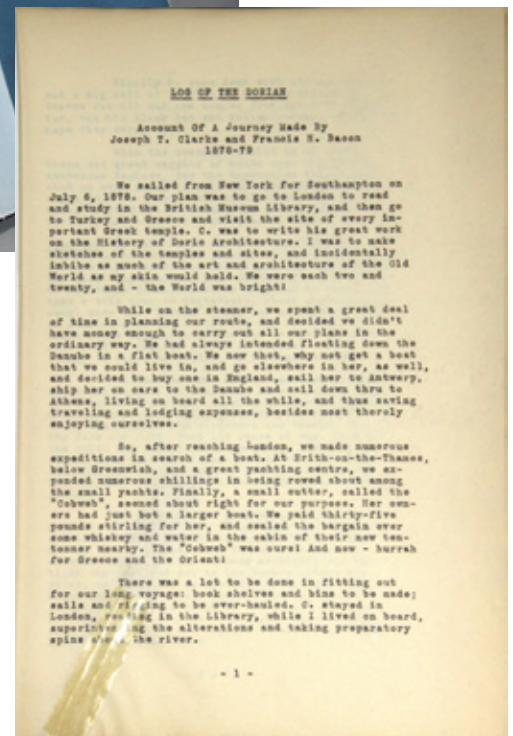 LOG OF THE DORIAN
Account Of A Journey Made By
Joseph T. Clarke and Francis H. Bacon
1878-79
We sailed from New York for Southampton on
July 6, 1878. Our plan was to go to London to read
and study in the British Museum Library, and then go
to Turkey and Greece and visit the site of every im-
portant Greek temple. C. was to write his great work
on the History of Doric Architecture. I was to make
sketches of the temples and sites, and incidentally
imbibe as much of the art and architecture of the Old
World as my skin would hold. We were each two and
twenty, and - the World was bright!
While on the steamer, we spent a great deal
of time in planning our route, and decided we didn't
have money enough to carry out all our plans in the
ordinary way. We had always intended floating down the
Danube in a flat boat. We now thot, why not get a boat
that we could live in, and go elsewhere in her, as well,
and decided to buy one in England, sail her to Antwerp,
ship her on cars to the Danube and sail down thru to
Athens, living on board all the while, and thus saving
traveling and lodging expenses, besides most thoroly
enjoying ourselves.
So, after reaching London, we made numerous
expeditions in search of a boat. At Erith-on-the-Thames,
below Greenwich, and a great yachting centre, we ex-
pended numerous shillings in being rowed about among
the small yachts. Finally, a small cutter, called the
"Cobweb", seemed about right for our purpose. Her own-
ers had just bot a larger boat. We paid thirty-five
pounds stirling for her, and sealed the bargain over
some whiskey and water in the cabin of their new ten-
tonner nearby. The "Cobweb" was ours! And now - hurrah
for Greece and the Orient!
There was a lot to be done in fitting out
for our long voyage: book shelves and bins to be made;
sails and to be over-hauled. C. stayed in
London, in the Library, while I lived on board,
the alterations and taking preparatory
spins the river.
- 1 -